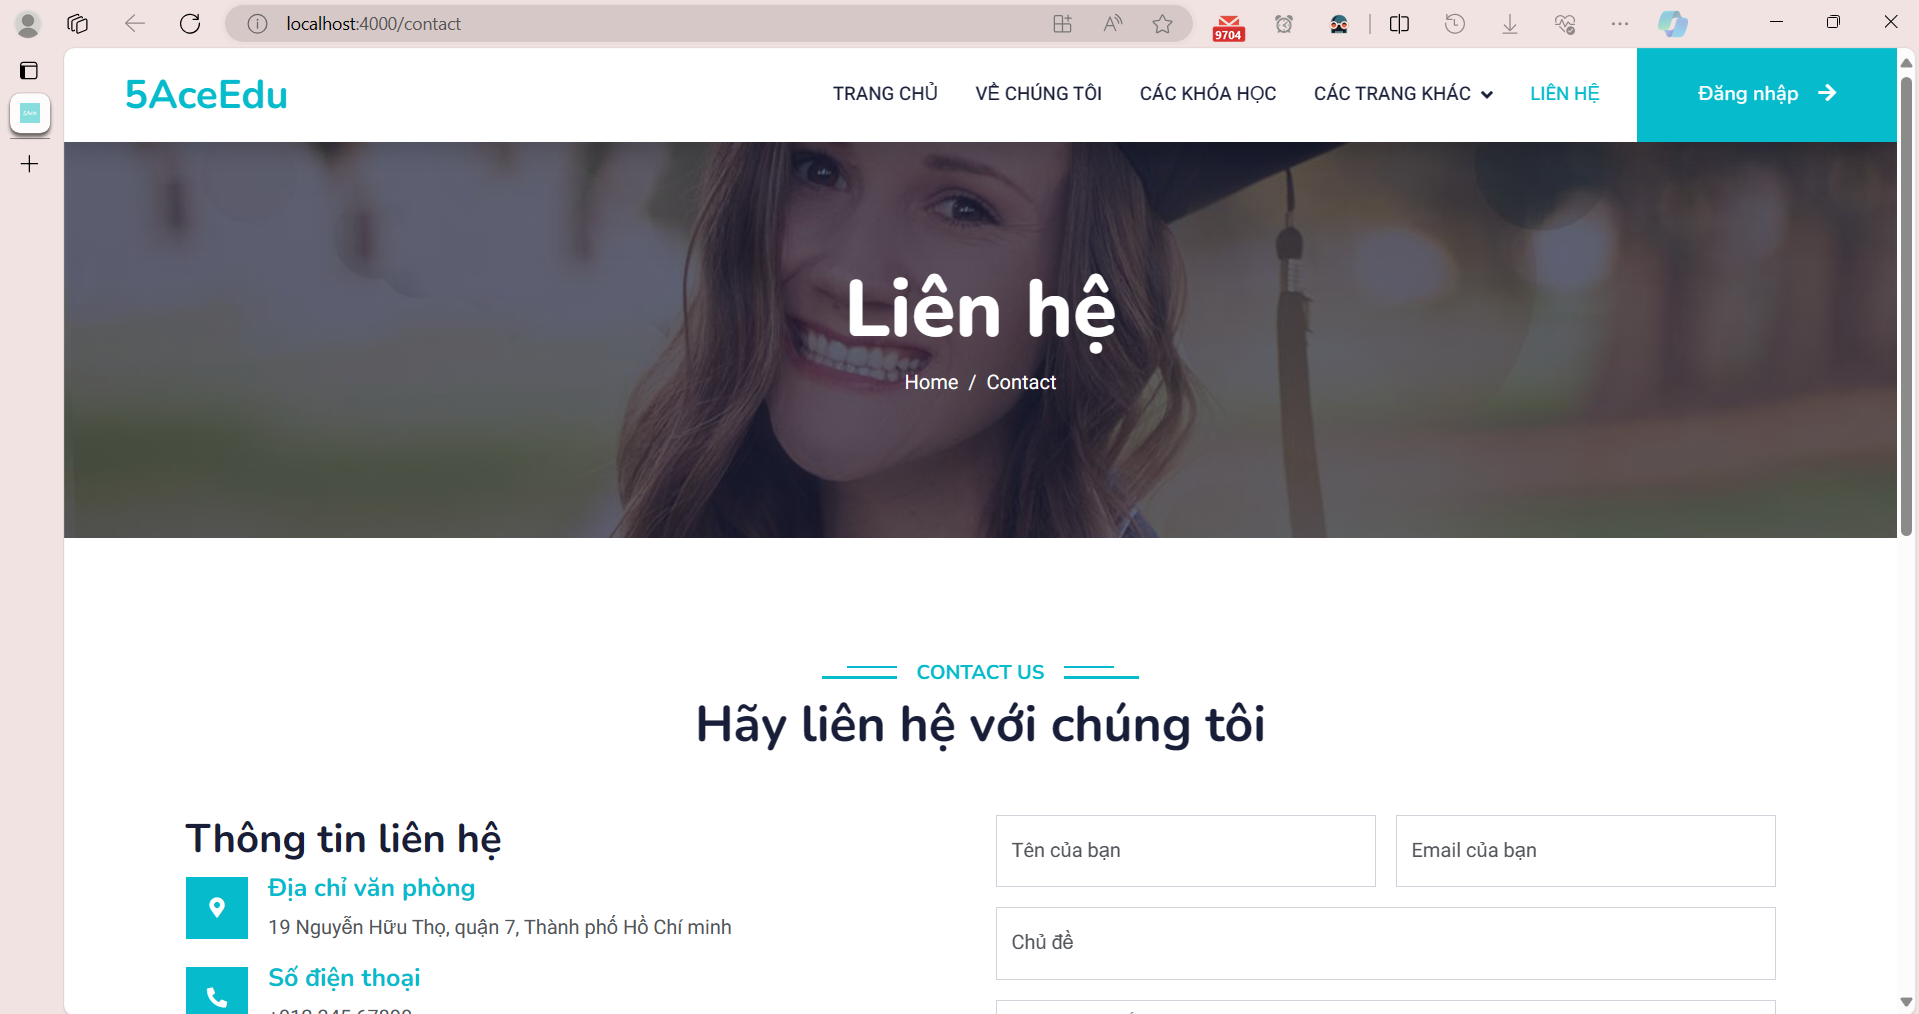 localhost:4000/contact
9704
5AceEdu
TRANG CHỦ VỀ CHÚNG TÔI CÁC KHÓA HỌC CÁC TRANG KHÁC LIÊN HỆ Đăng nhập
Liên hệ
Home / Contact
CONTACT US
Hãy liên hệ với chúng tôi
Thông tin liên hệ
Địa chỉ văn phòng
19 Nguyễn Hữu Thọ, quận 7, Thành phố Hồ Chí minh
Số điện thoại
Tên của bạn
Email của bạn
Chủ đề